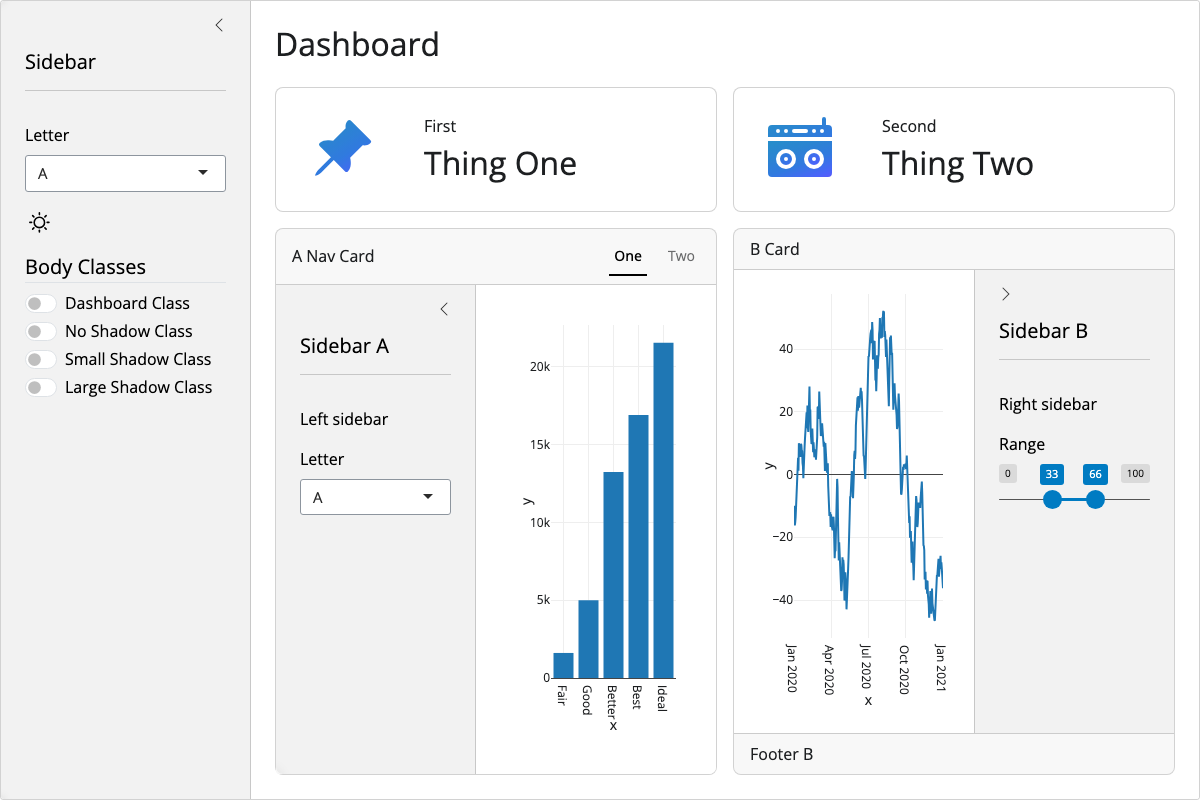 Sidebar
Letter
A
Body Classes
Dashboard Class
No Shadow Class
Small Shadow Class
Large Shadow Class
Dashboard
First
Thing One
Second
Thing Two
A Nav Card
One
Two
Sidebar A
Left sidebar
Letter
A
20k
15k
10k
5k
0
y
Fair
Good
Better
Best
Ideal
x
B Card
40
20
0
−20
−40
y
Jan 2020
Apr 2020
Jul 2020
Oct 2020
Jan 2021
x
Sidebar B
Right sidebar
Range
0 33 66 100
Footer B